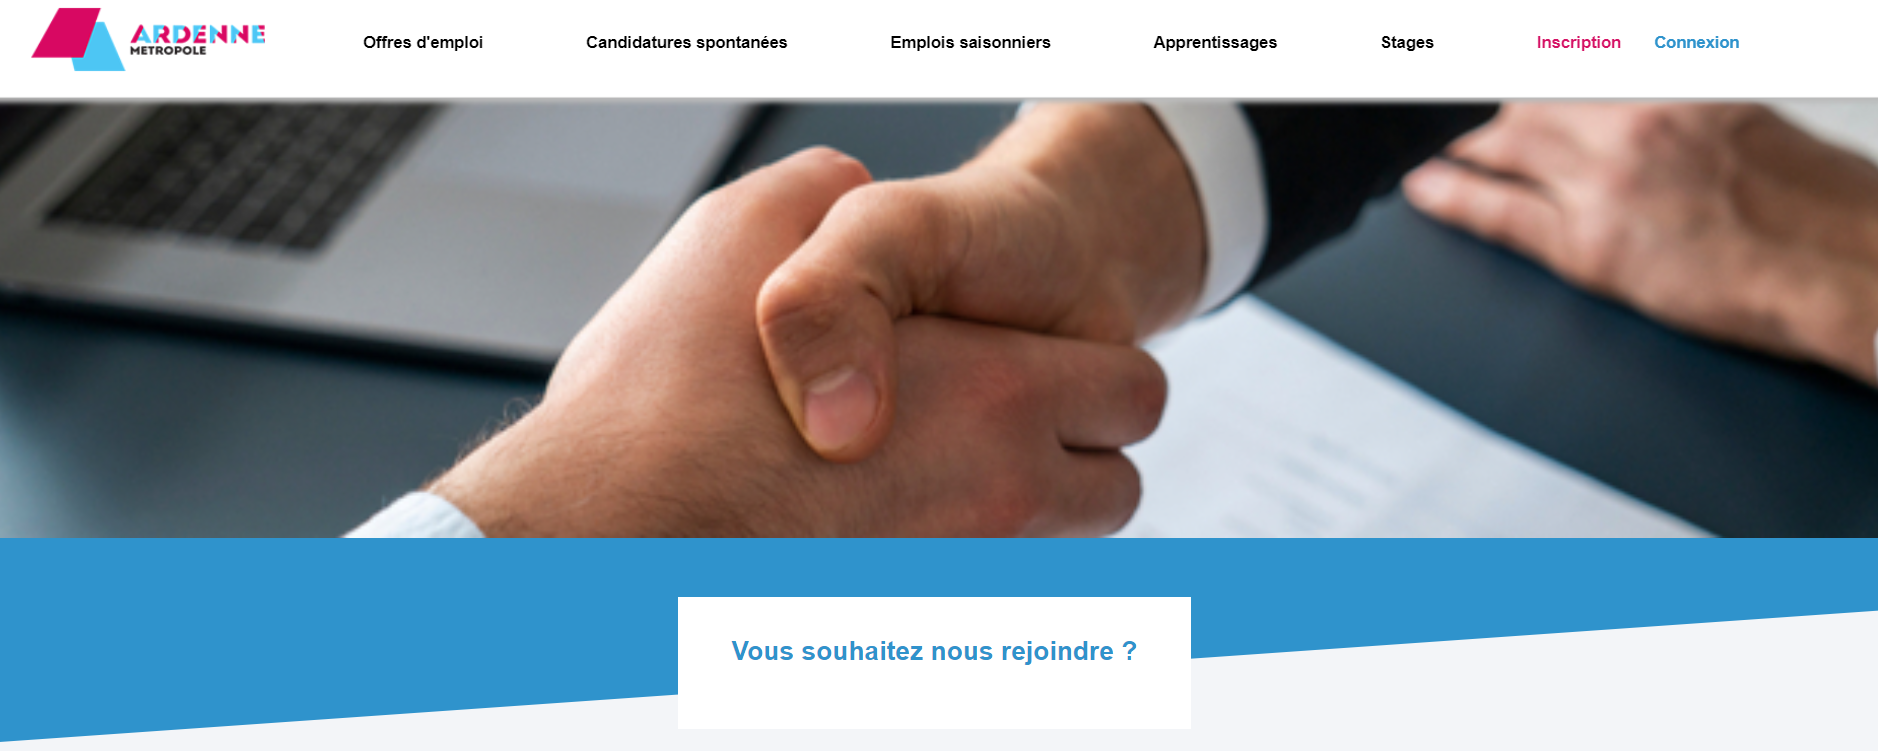 ARDENNE
METROPOLE
Offres d'emploi
Candidatures spontanées
Emplois saisonniers
Apprentissages
Stages
Inscription
Connexion
Vous souhaitez nous rejoindre ?